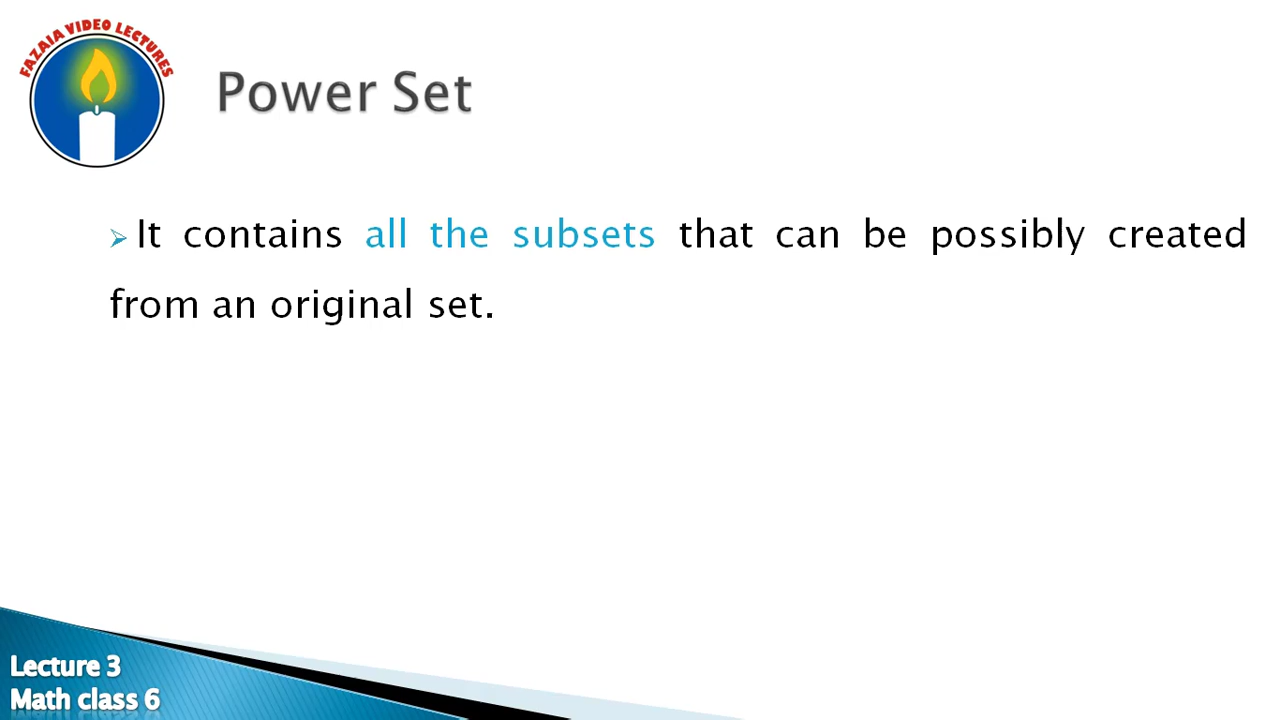 FAZAIA VIDEO LECTURES
Power Set
It contains all the subsets that can be possibly created
from an original set.
Lecture 3
Math class 6